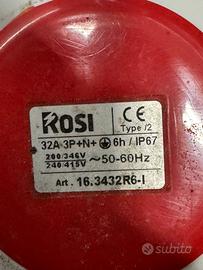 ROSI
CE
Type /2
32A 3P+N+⏚ 6h / IP67
200/346V
240/415V ~50-60Hz
Art. 16.3432R6-I
subito